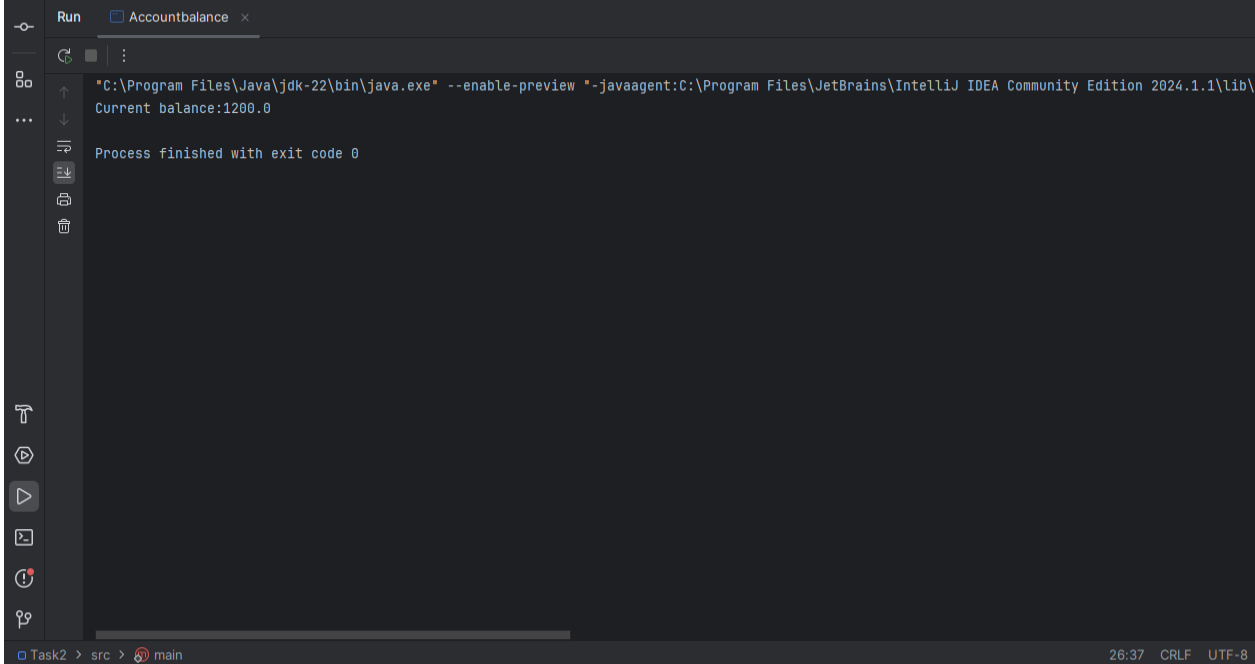 Run Accountbalance
"C:\Program Files\Java\jdk-22\bin\java.exe" --enable-preview "-javaagent:C:\Program Files\JetBrains\IntelliJ IDEA Community Edition 2024.1.1\lib\
Current balance:1200.0
Process finished with exit code 0
Task2 > src > main 26:37 CRLF UTF-8